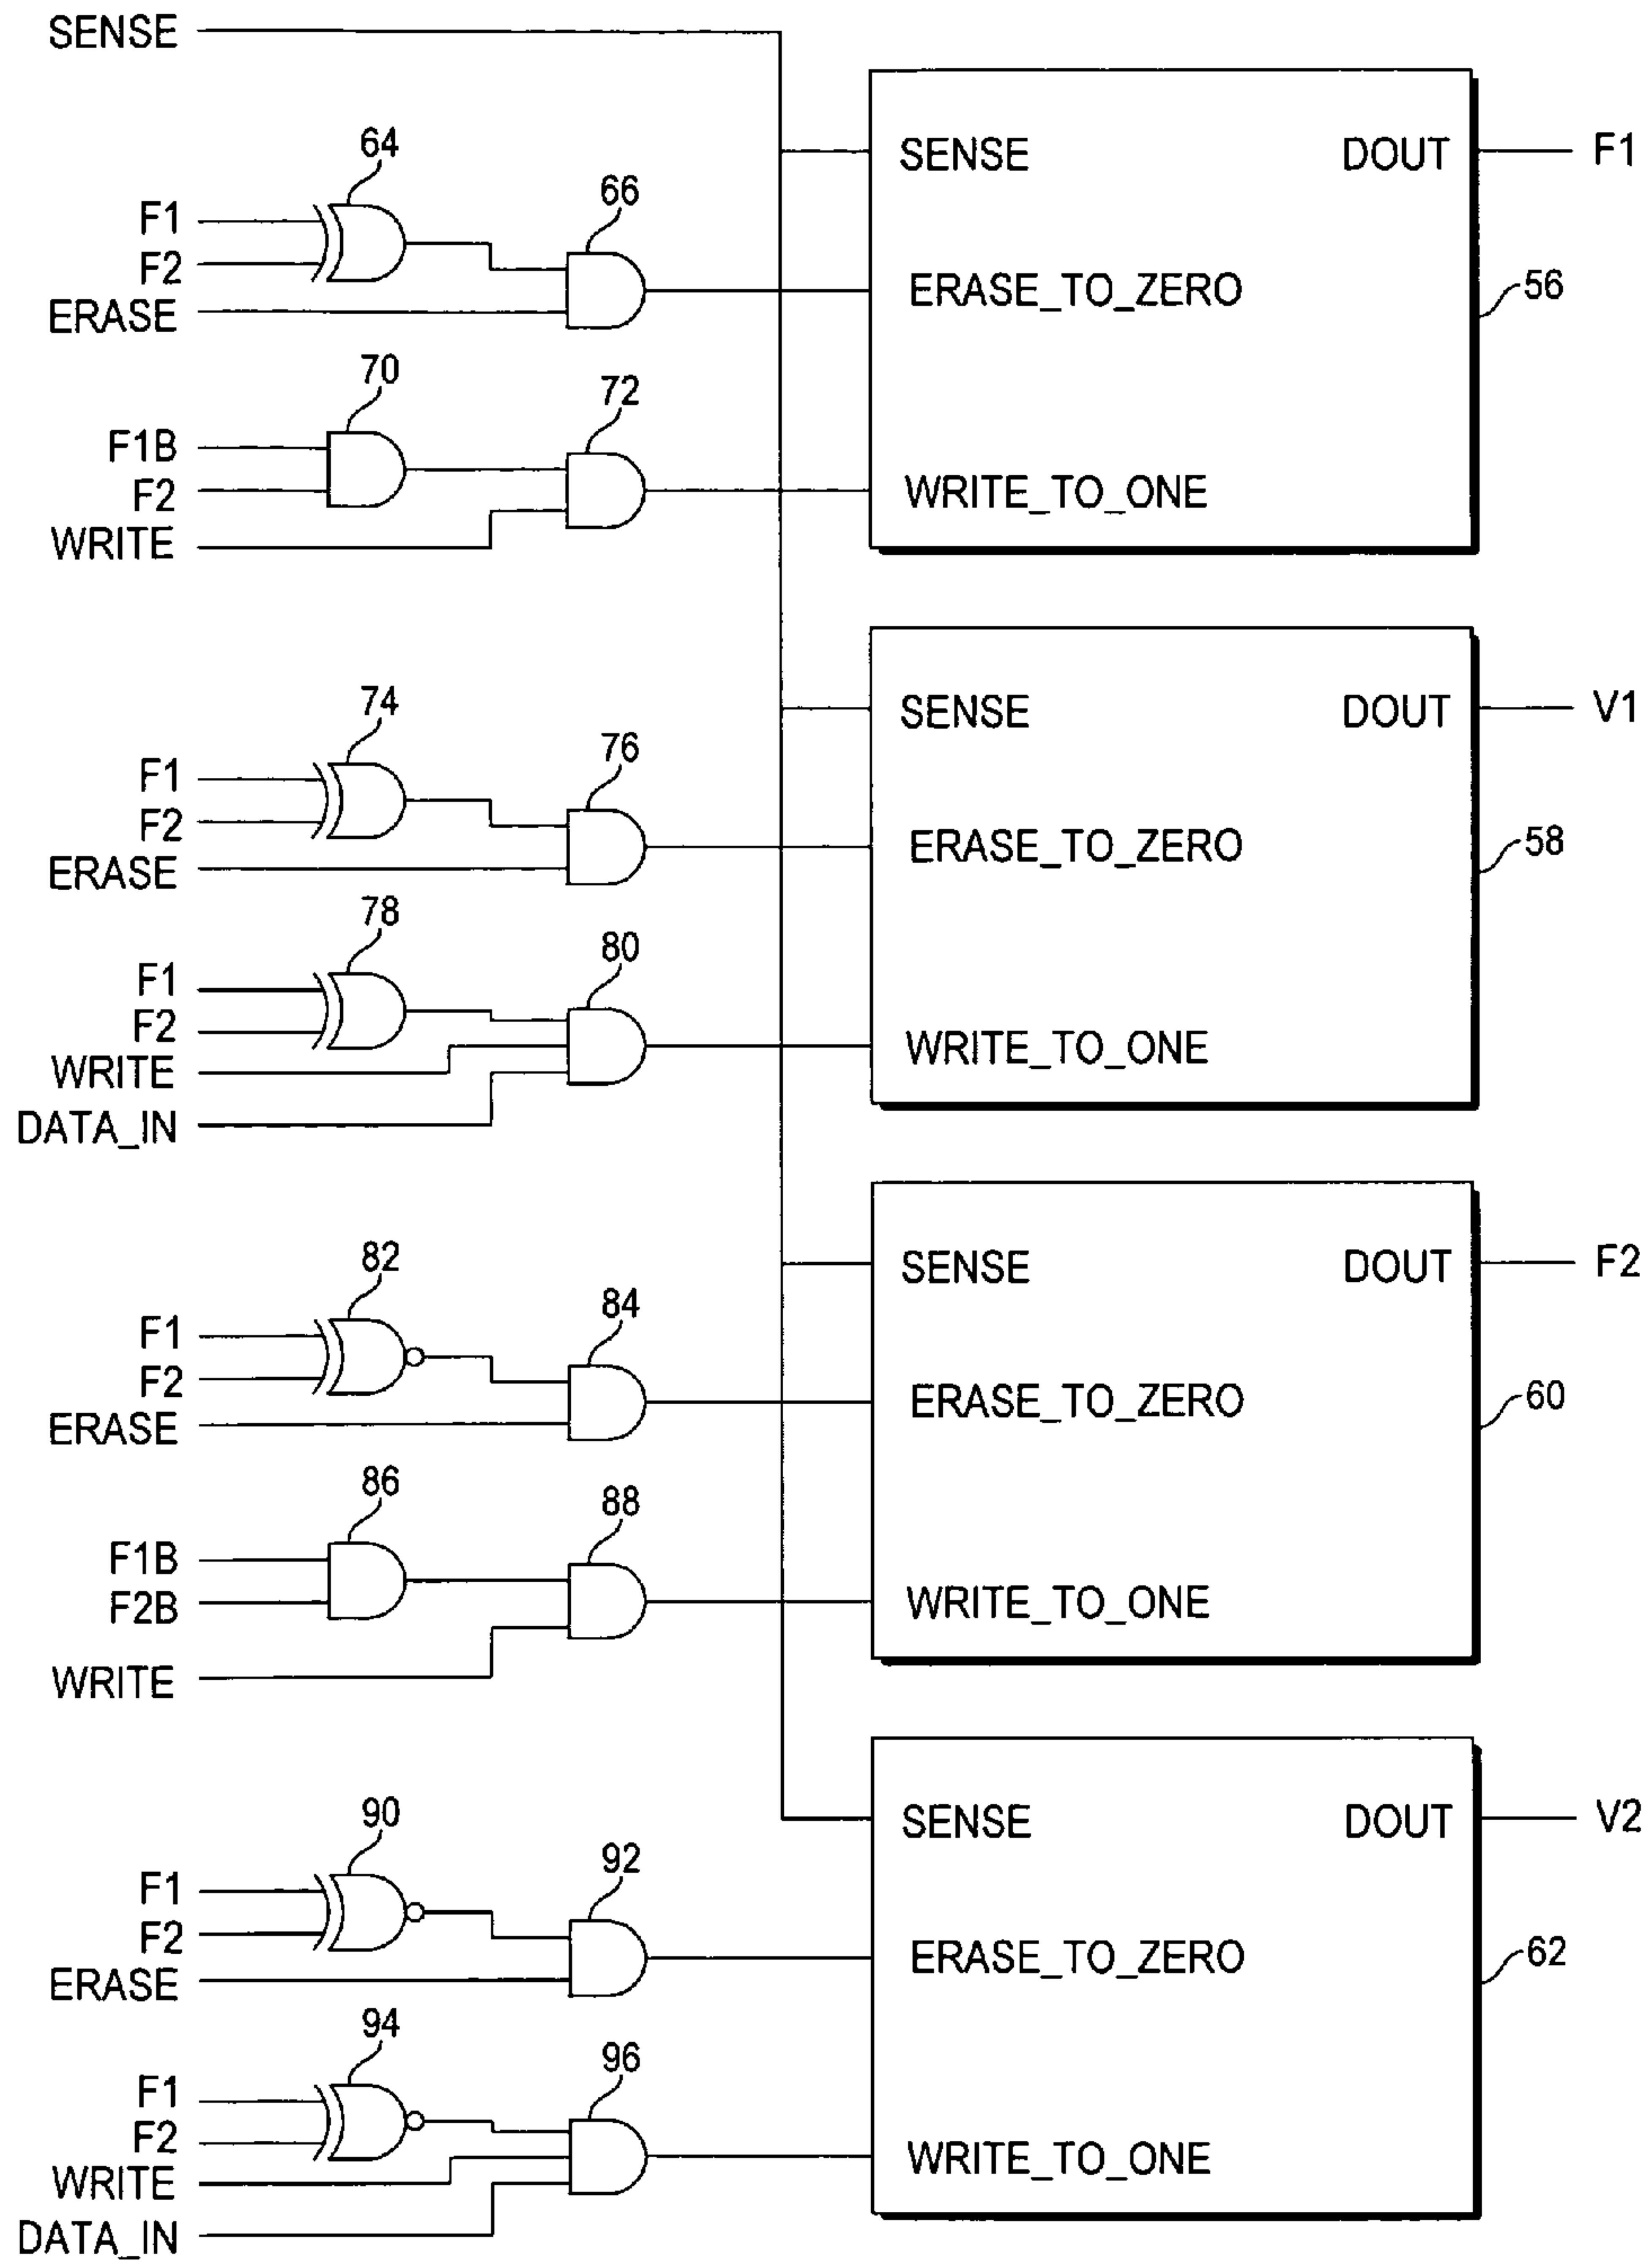 SENSE
64
F1
F2
ERASE
66
70
F1B
F2
WRITE
72
SENSE
DOUT
F1
ERASE_TO_ZERO
56
WRITE_TO_ONE
74
F1
F2
ERASE
76
78
F1
F2
WRITE
DATA_IN
80
SENSE
DOUT
V1
ERASE_TO_ZERO
58
WRITE_TO_ONE
82
F1
F2
ERASE
84
86
F1B
F2B
WRITE
88
SENSE
DOUT
F2
ERASE_TO_ZERO
60
WRITE_TO_ONE
90
F1
F2
ERASE
92
94
F1
F2
WRITE
DATA_IN
96
SENSE
DOUT
V2
ERASE_TO_ZERO
62
WRITE_TO_ONE